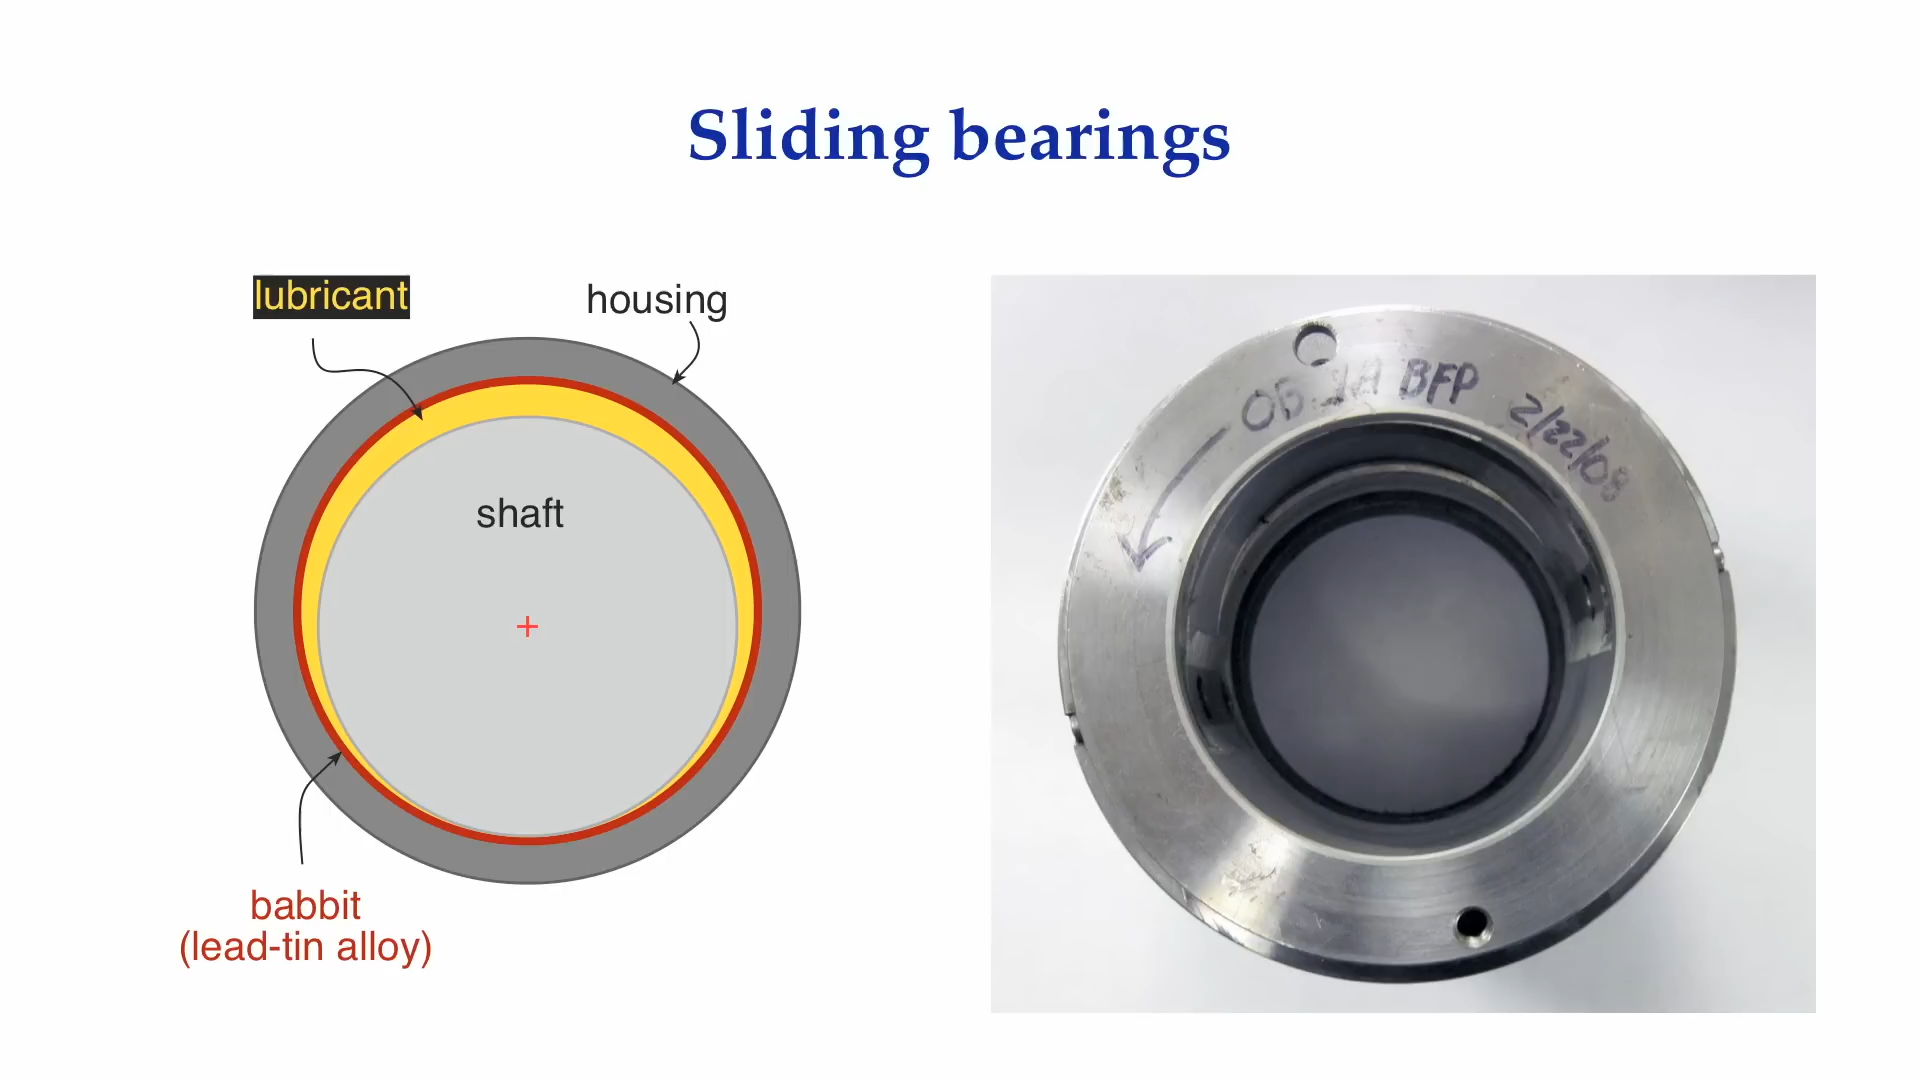 Sliding bearings
lubricant
housing
shaft
babbit
(lead-tin alloy)
BFP
2/22/08